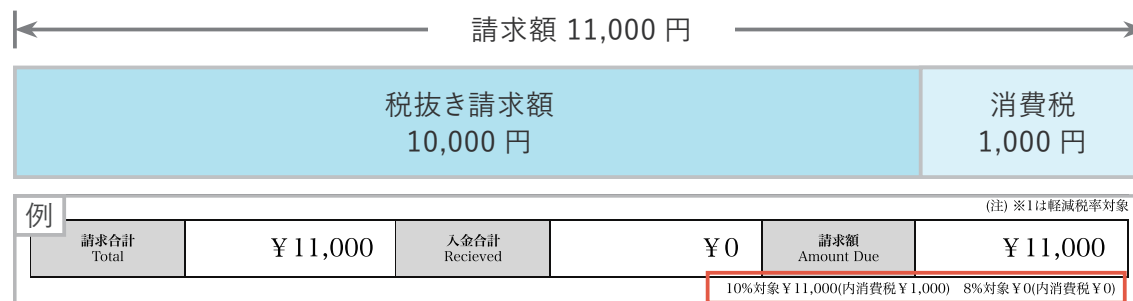 請求額 11,000 円
税抜き請求額
10,000 円
消費税
1,000 円
例
(注) ※1は軽減税率対象
請求合計
Total
¥11,000
入金合計
Recieved
¥0
請求額
Amount Due
¥11,000
10%対象¥11,000(内消費税¥1,000) 8%対象¥0(内消費税¥0)